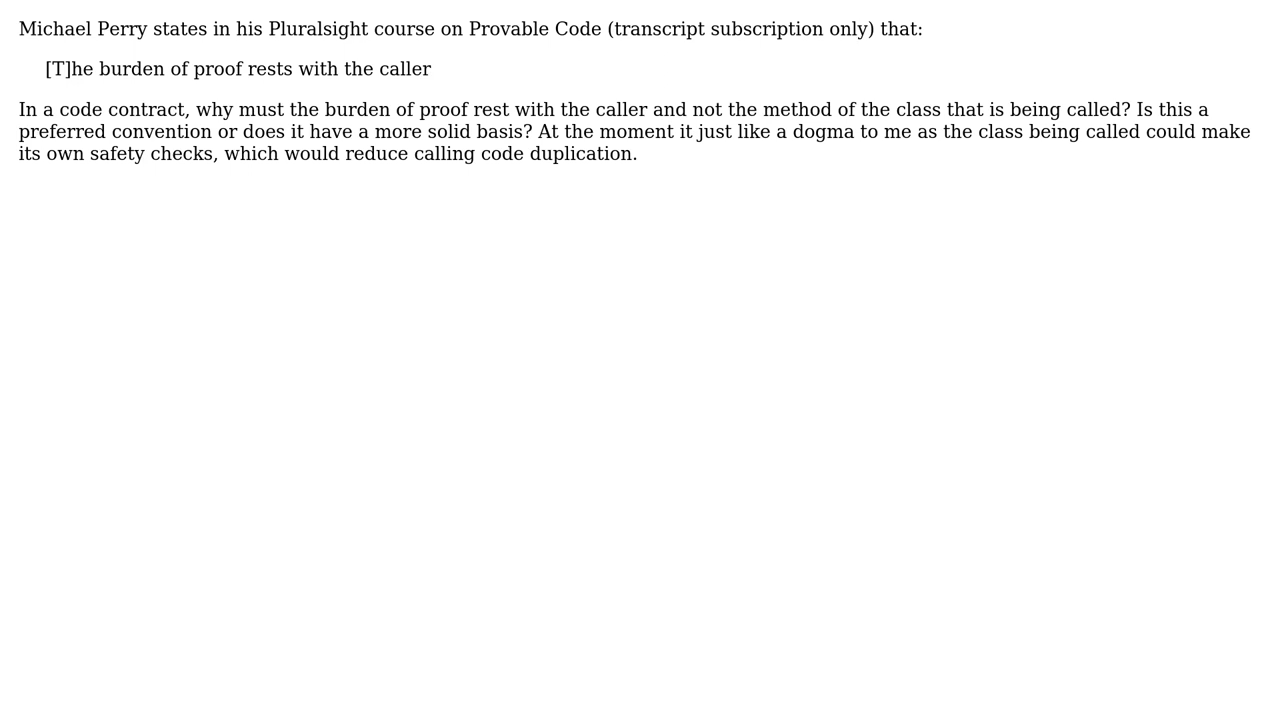 Michael Perry states in his Pluralsight course on Provable Code (transcript subscription only) that:
[T]he burden of proof rests with the caller
In a code contract, why must the burden of proof rest with the caller and not the method of the class that is being called? Is this a
preferred convention or does it have a more solid basis? At the moment it just like a dogma to me as the class being called could make
its own safety checks, which would reduce calling code duplication.